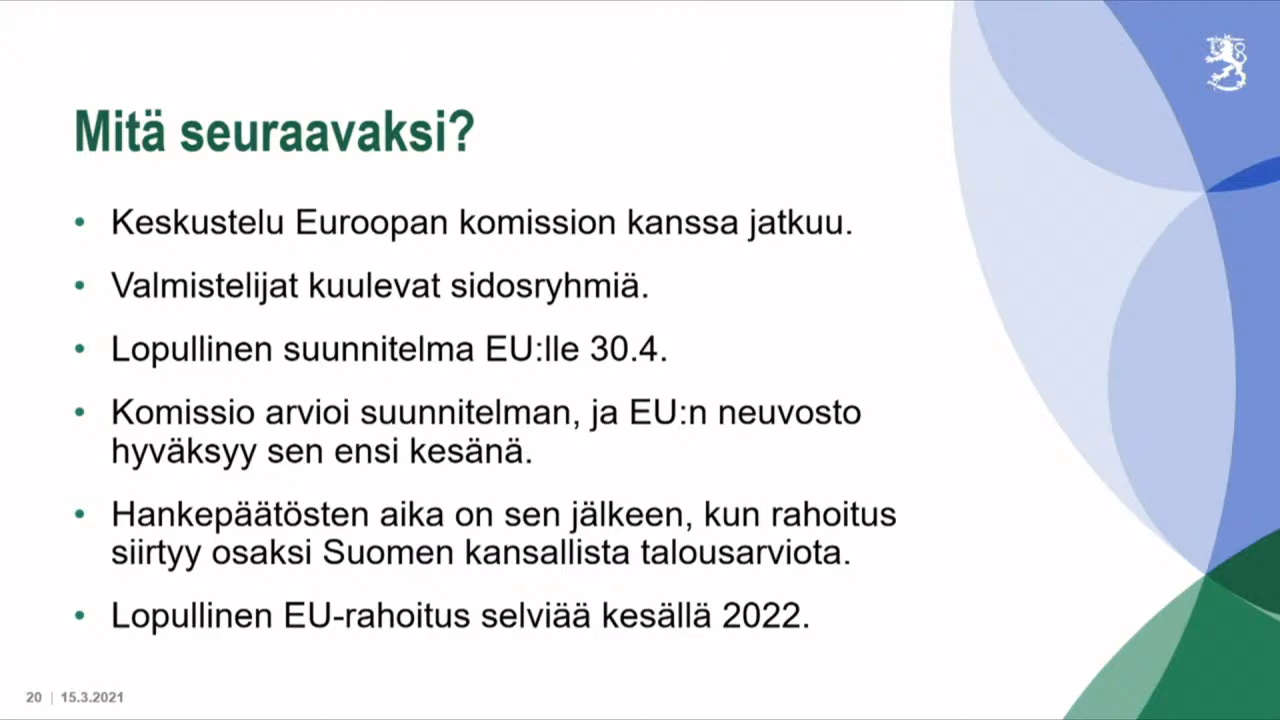 Mitä seuraavaksi?
• Keskustelu Euroopan komission kanssa jatkuu.
• Valmistelijat kuulevat sidosryhmiä.
• Lopullinen suunnitelma EU:lle 30.4.
• Komissio arvioi suunnitelman, ja EU:n neuvosto
hyväksyy sen ensi kesänä.
• Hankepäätösten aika on sen jälkeen, kun rahoitus
siirtyy osaksi Suomen kansallista talousarviota.
• Lopullinen EU-rahoitus selviää kesällä 2022.
20 | 15.3.2021